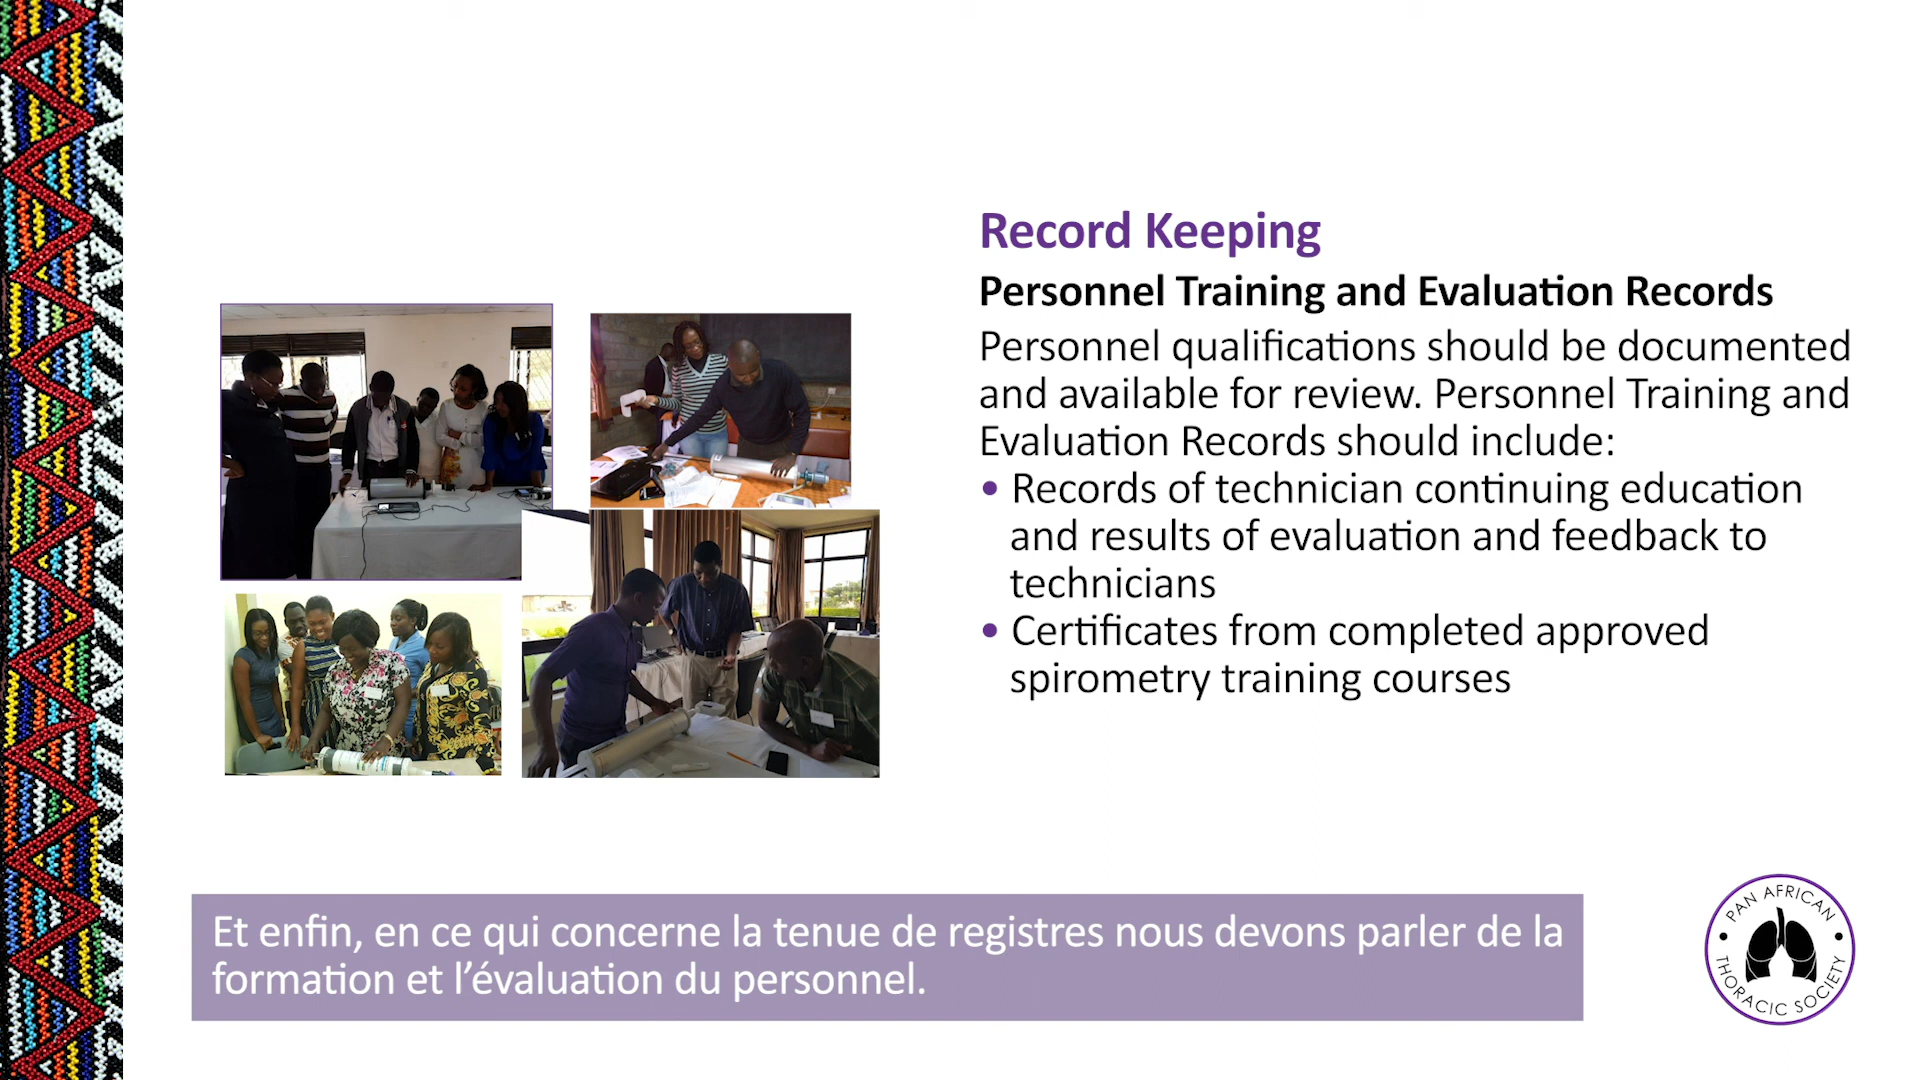 Record Keeping
Personnel Training and Evaluation Records
Personnel qualifications should be documented
and available for review. Personnel Training and
Evaluation Records should include:
• Records of technician continuing education
and results of evaluation and feedback to
technicians
• Certificates from completed approved
spirometry training courses
Et enfin, en ce qui concerne la tenue de registres nous devons parler de la
formation et l’évaluation du personnel.
PAN AFRICAN
THORACIC SOCIETY